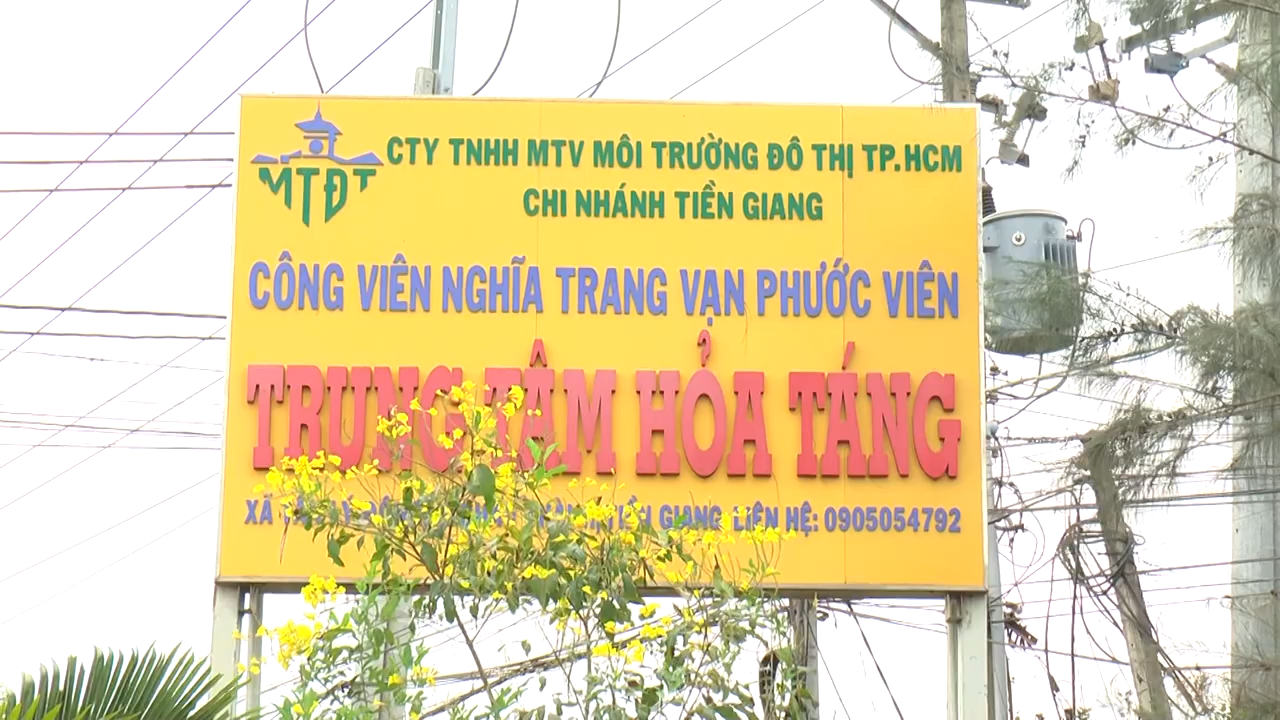 MTĐT
CTY TNHH MTV MÔI TRƯỜNG ĐÔ THỊ TP.HCM
CHI NHÁNH TIỀN GIANG
CÔNG VIÊN NGHĨA TRANG VẠN PHƯỚC VIÊN
TRUNG TÂM HỎA TÁNG
XÃ TIỀN GIANG LIÊN HỆ: 0905054792